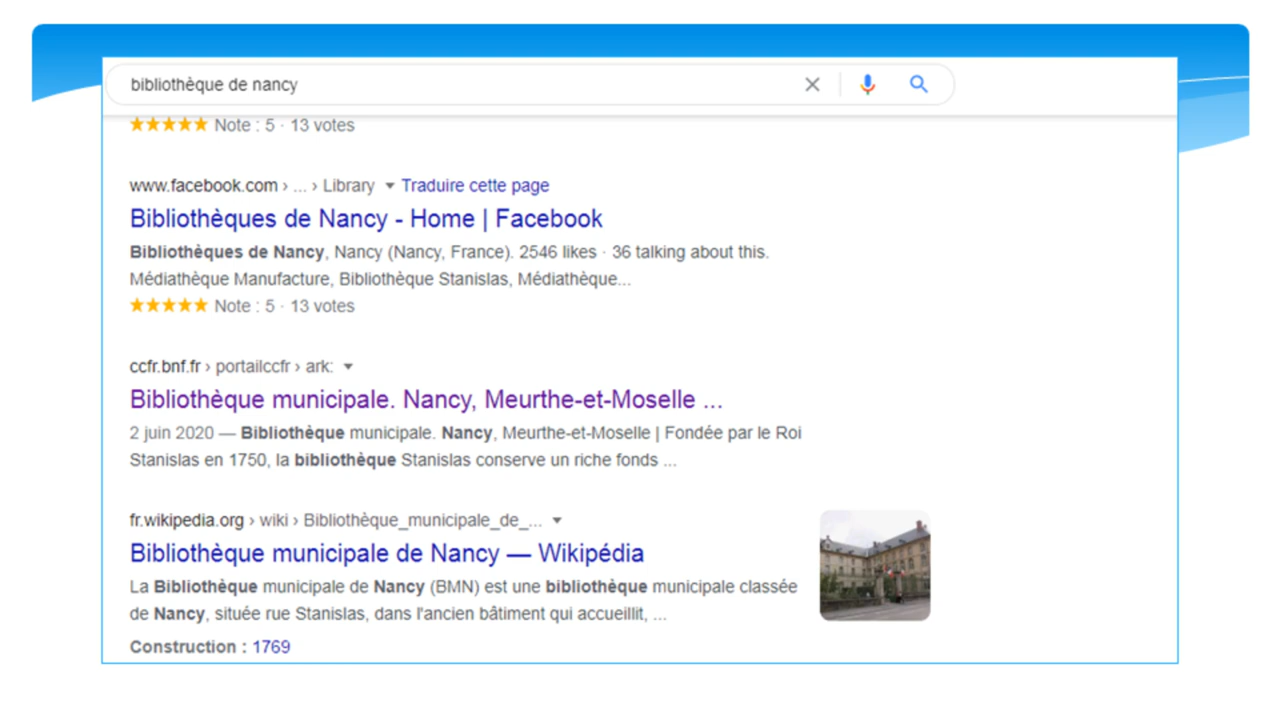 bibliothèque de nancy
★★★★★ Note : 5 · 13 votes
www.facebook.com › ... › Library ▾ Traduire cette page
Bibliothèques de Nancy - Home | Facebook
Bibliothèques de Nancy, Nancy (Nancy, France). 2546 likes · 36 talking about this.
Médiathèque Manufacture, Bibliothèque Stanislas, Médiathèque...
★★★★★ Note : 5 · 13 votes
ccfr.bnf.fr › portailccfr › ark: ▾
Bibliothèque municipale. Nancy, Meurthe-et-Moselle ...
2 juin 2020 — Bibliothèque municipale. Nancy, Meurthe-et-Moselle | Fondée par le Roi
Stanislas en 1750, la bibliothèque Stanislas conserve un riche fonds ...
fr.wikipedia.org › wiki › Bibliothèque_municipale_de_... ▾
Bibliothèque municipale de Nancy — Wikipédia
La Bibliothèque municipale de Nancy (BMN) est une bibliothèque municipale classée
de Nancy, située rue Stanislas, dans l'ancien bâtiment qui accueillit, ...
Construction : 1769